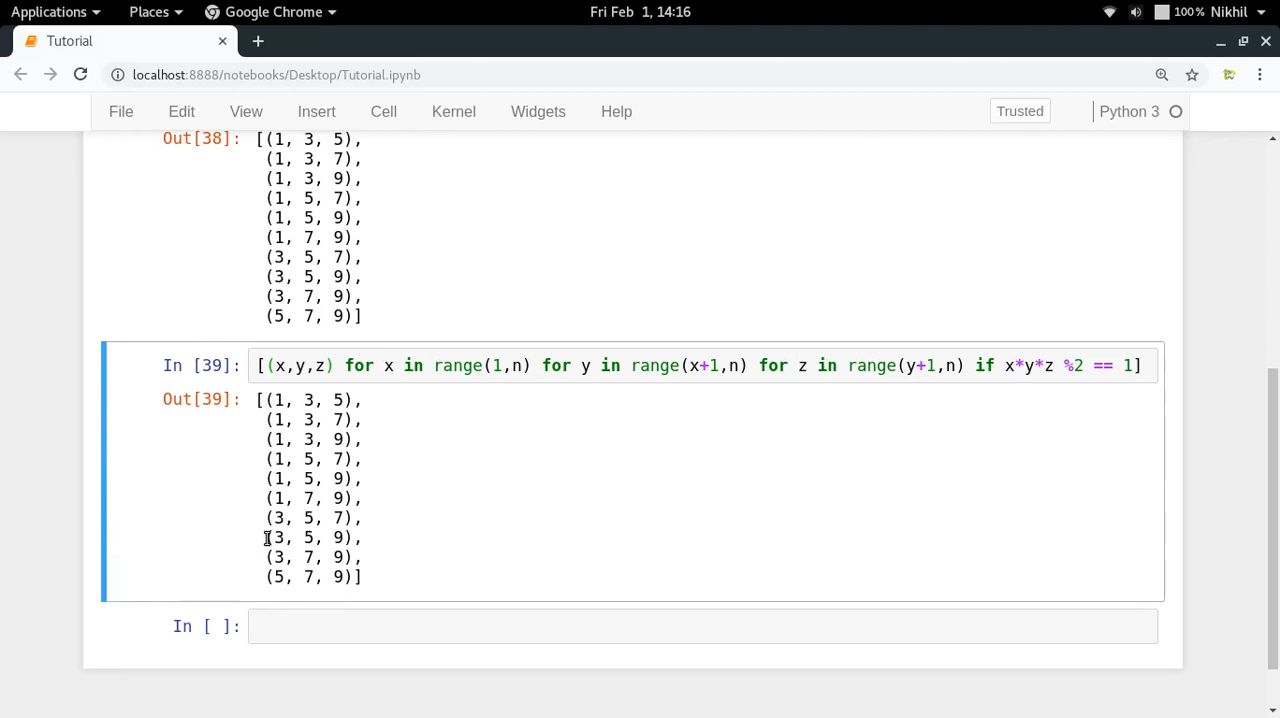 Applications Places Google Chrome Fri Feb 1, 14:16 100% Nikhil
Tutorial
localhost:8888/notebooks/Desktop/Tutorial.ipynb
File Edit View Insert Cell Kernel Widgets Help Trusted Python 3
Out[38]: [(1, 3, 5),
(1, 3, 7),
(1, 3, 9),
(1, 5, 7),
(1, 5, 9),
(1, 7, 9),
(3, 5, 7),
(3, 5, 9),
(3, 7, 9),
(5, 7, 9)]
In [39]: [(x,y,z) for x in range(1,n) for y in range(x+1,n) for z in range(y+1,n) if x*y*z %2 == 1]
Out[39]: [(1, 3, 5),
(1, 3, 7),
(1, 3, 9),
(1, 5, 7),
(1, 5, 9),
(1, 7, 9),
(3, 5, 7),
(3, 5, 9),
(3, 7, 9),
(5, 7, 9)]
In [ ]: